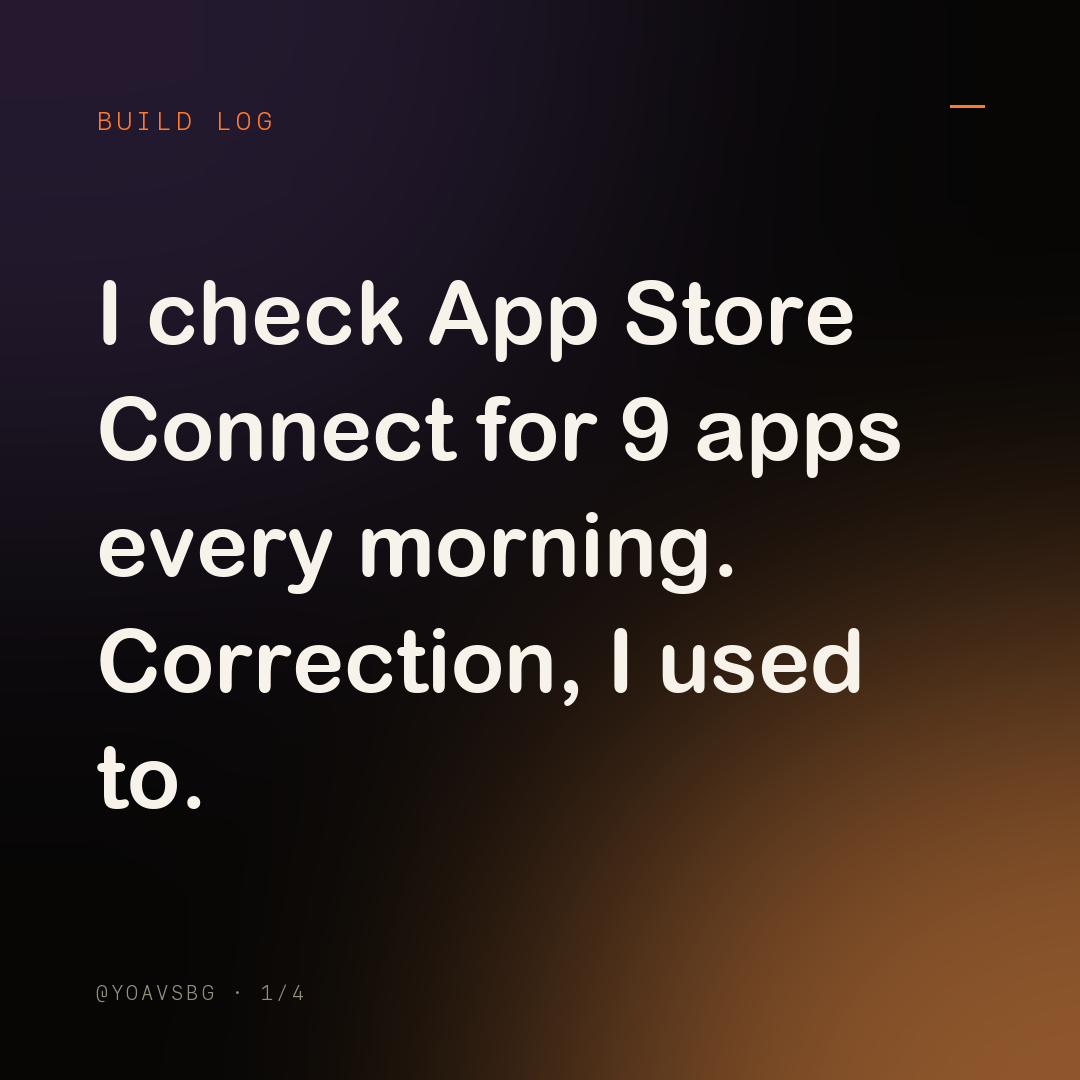 BUILD LOG
I check App Store
Connect for 9 apps
every morning.
Correction, I used
to.
@YOAVSBG · 1/4